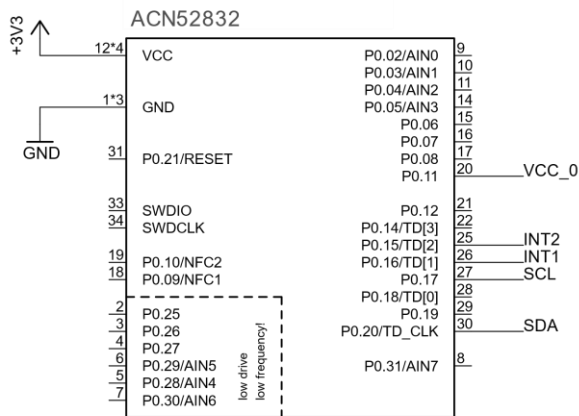 ACN52832
+3V3
12*4 VCC
1*3 GND
GND
31 P0.21/RESET
33 SWDIO
34 SWDCLK
19 P0.10/NFC2
18 P0.09/NFC1
2 P0.25
3 P0.26
4 P0.27
6 P0.29/AIN5
5 P0.28/AIN4
7 P0.30/AIN6
low drive
low frequency!
P0.02/AIN0 9
P0.03/AIN1 10
P0.04/AIN2 11
P0.05/AIN3 14
P0.06 15
P0.07 16
P0.08 17
P0.11 20 VCC_0
P0.12 21
P0.14/TD[3] 22
P0.15/TD[2] 25 INT2
P0.16/TD[1] 26 INT1
P0.17 27 SCL
P0.18/TD[0] 28
P0.19 29
P0.20/TD_CLK 30 SDA
P0.31/AIN7 8